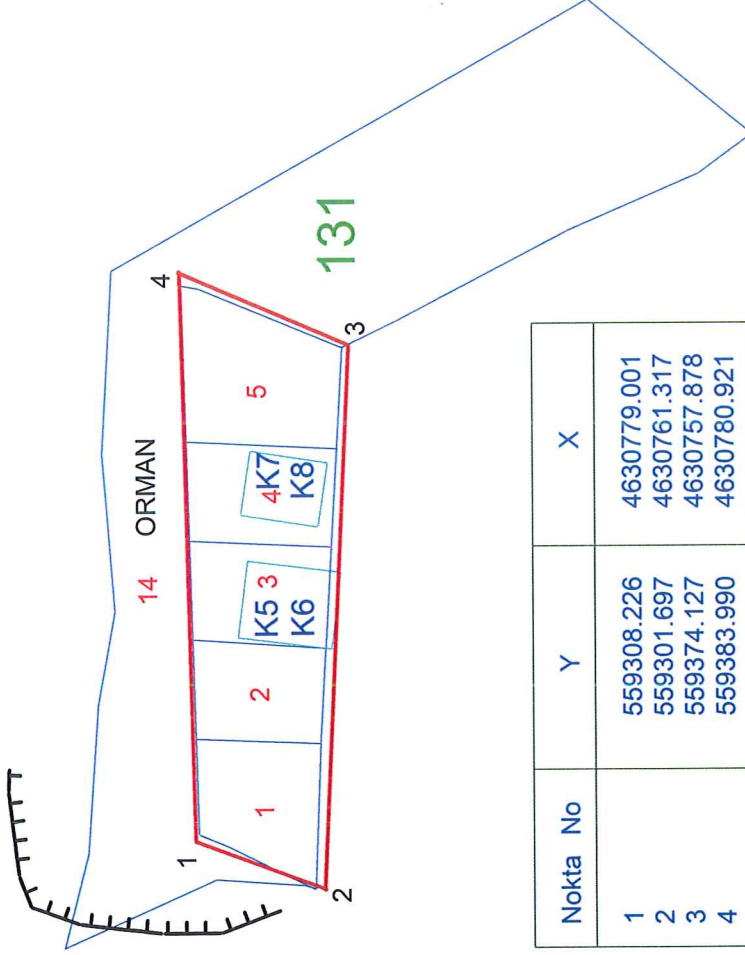 14
ORMAN
131
1
4
1
2
K5 3
K6
4K7
K8
5
2
3
Nokta No Y X
1 559308.226 4630779.001
2 559301.697 4630761.317
3 559374.127 4630757.878
4 559383.990 4630780.921